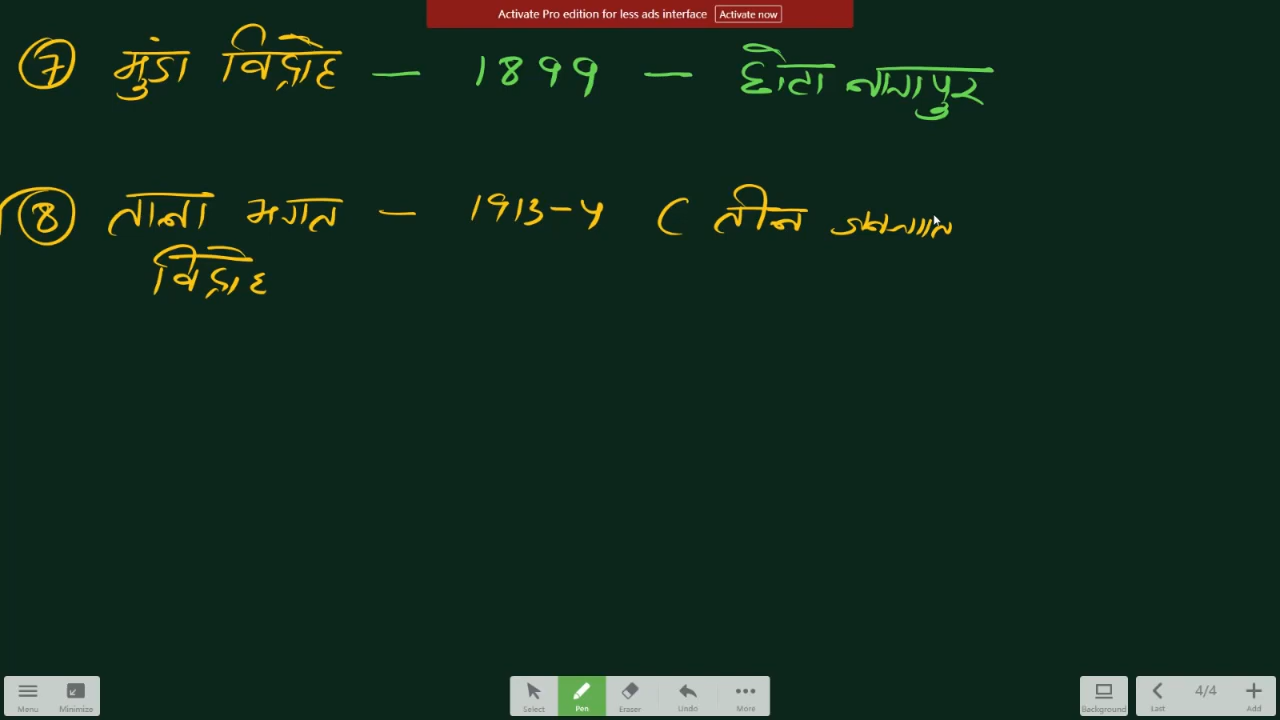 Activate Pro edition for less ads interface Activate now
7 मुंडा विद्रोह — 1899 — छोटा नागपुर
8 ताना भगत — 1913-4 ( तीन
विद्रोह
Menu Minimize Select Pen Eraser Undo More Background Last 4/4 Add